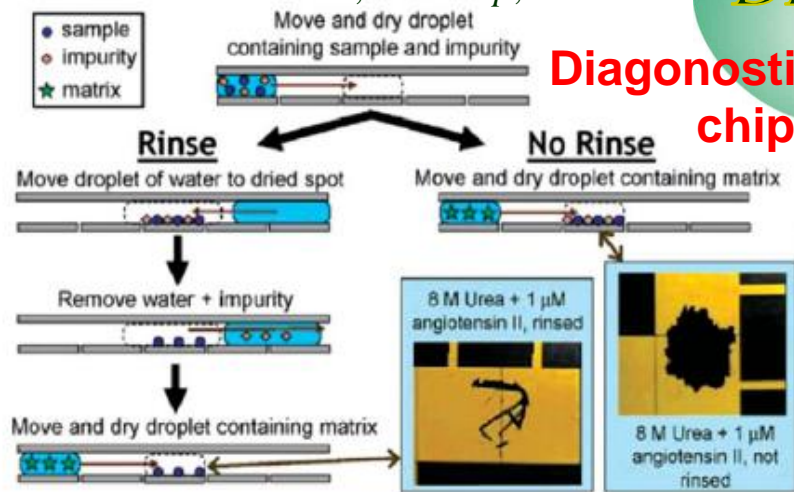 sample
impurity
matrix
Move and dry droplet
containing sample and impurity
Diagonosti
chip
Rinse
No Rinse
Move droplet of water to dried spot
Move and dry droplet containing matrix
Remove water + impurity
8 M Urea + 1 µM
angiotensin II, rinsed
Move and dry droplet containing matrix
8 M Urea + 1 µM
angiotensin II, not
rinsed